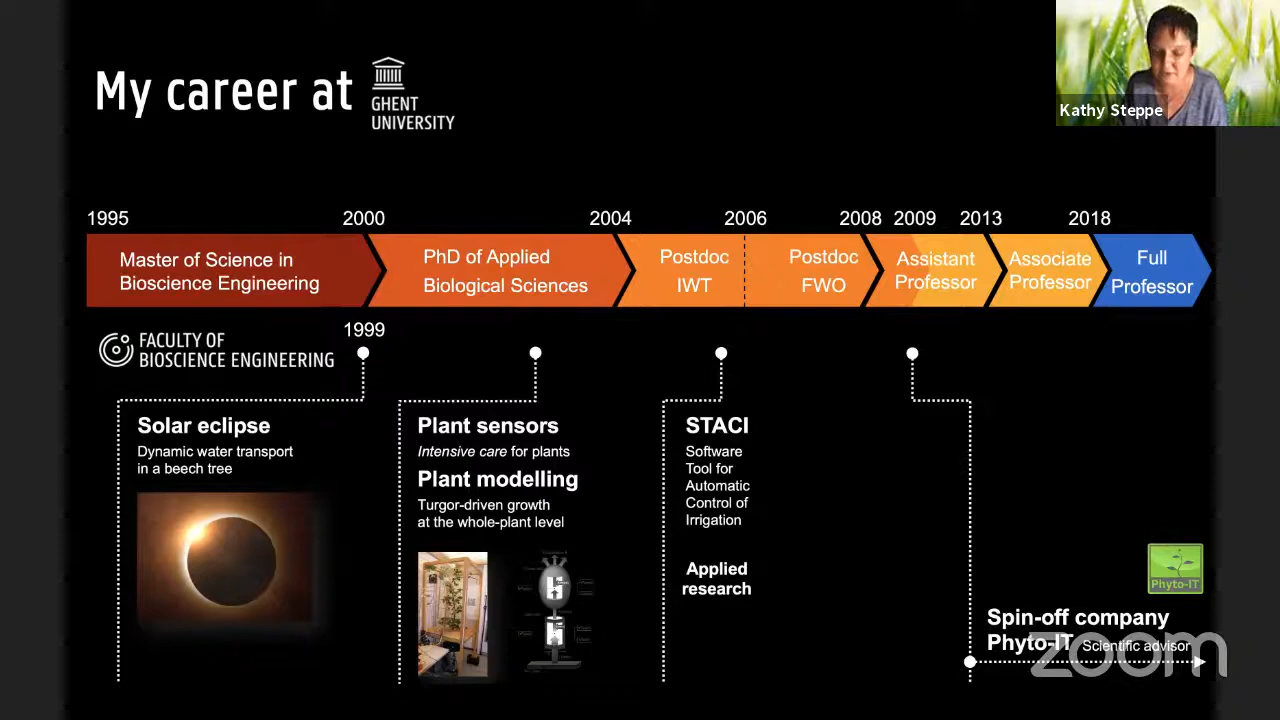 My career at
GHENT
UNIVERSITY
Kathy Steppe
1995 2000 2004 2006 2008 2009 2013 2018
Master of Science in
Bioscience Engineering
PhD of Applied
Biological Sciences
Postdoc
IWT
Postdoc
FWO
Assistant
Professor
Associate
Professor
Full
Professor
FACULTY OF
BIOSCIENCE ENGINEERING
1999
Solar eclipse
Dynamic water transport
in a beech tree
Plant sensors
Intensive care for plants
Plant modelling
Turgor-driven growth
at the whole-plant level
STACI
Software
Tool for
Automatic
Control of
Irrigation
Applied
research
Phyto-IT
Spin-off company
Phyto-IT Scientific advisor
zoom